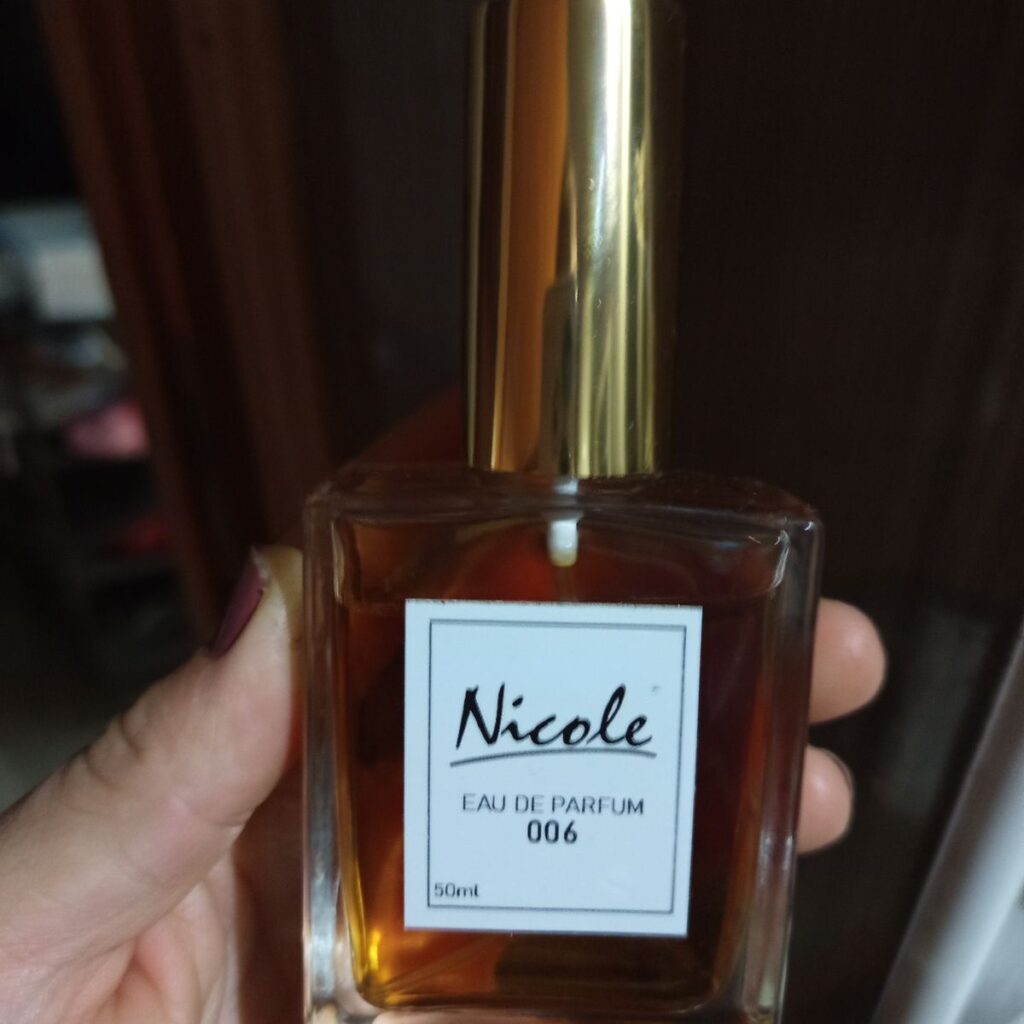 Nicole
EAU DE PARFUM
006
50ml